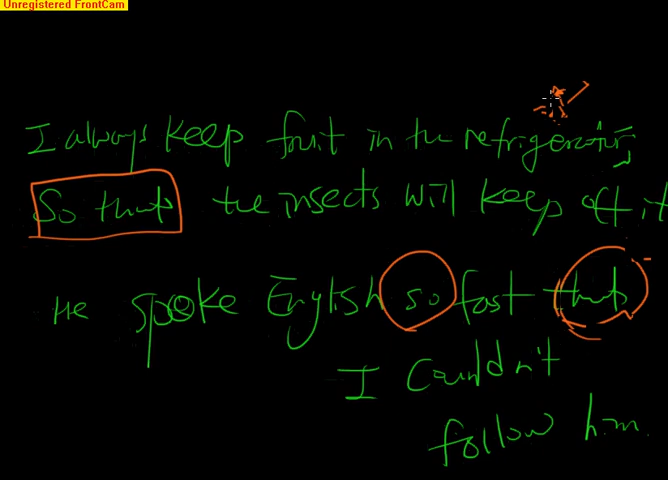 Unregistered FrontCam
I always keep fruit in the refrigerator,
So that the insects will keep off it
He spoke English so fast that
I couldn't
follow him.